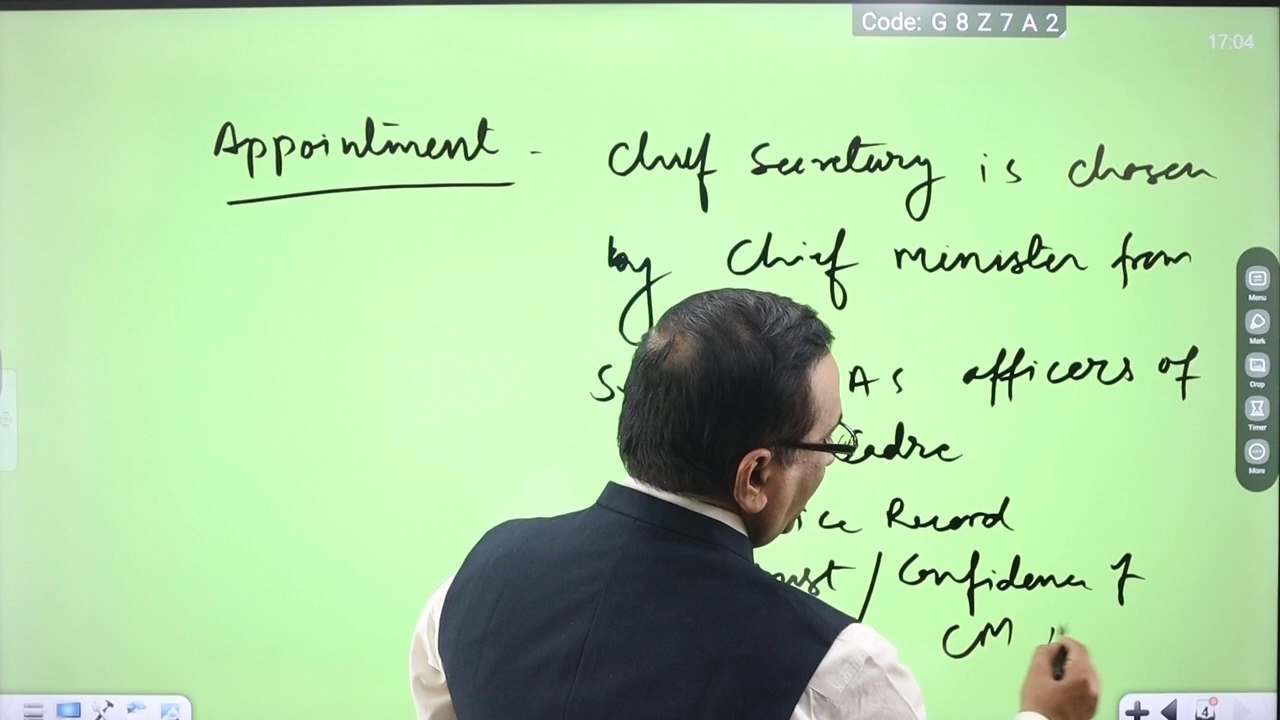 Code: G 8 Z 7 A 2
17:04
Appointment - Chief Secretary is chosen
by Chief minister from
AS officers of
Cadre
Record
/ Confidence of
CM
Menu
Mark
Crop
Timer
More
4